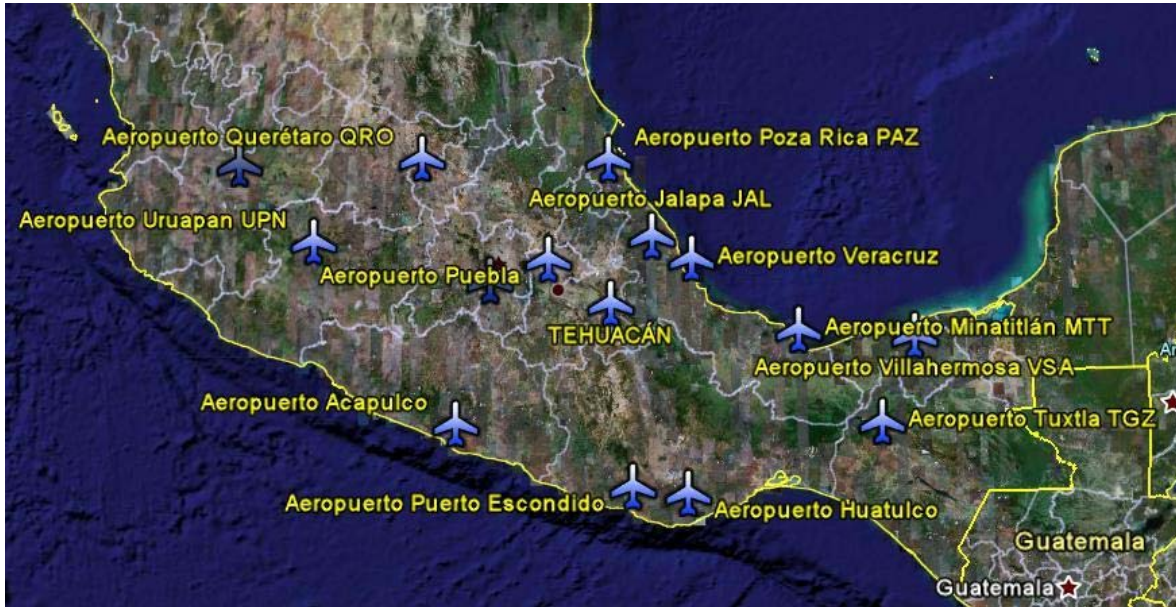 Aeropuerto Querétaro QRO
Aeropuerto Poza Rica PAZ
Aeropuerto Jalapa JAL
Aeropuerto Uruapan UPN
Aeropuerto Veracruz
Aeropuerto Puebla
TEHUACÁN
Aeropuerto Minatitlán MTT
Aeropuerto Villahermosa VSA
Aeropuerto Acapulco
Aeropuerto Tuxtla TGZ
Aeropuerto Puerto Escondido
Aeropuerto Huatulco
Guatemala
Guatemala